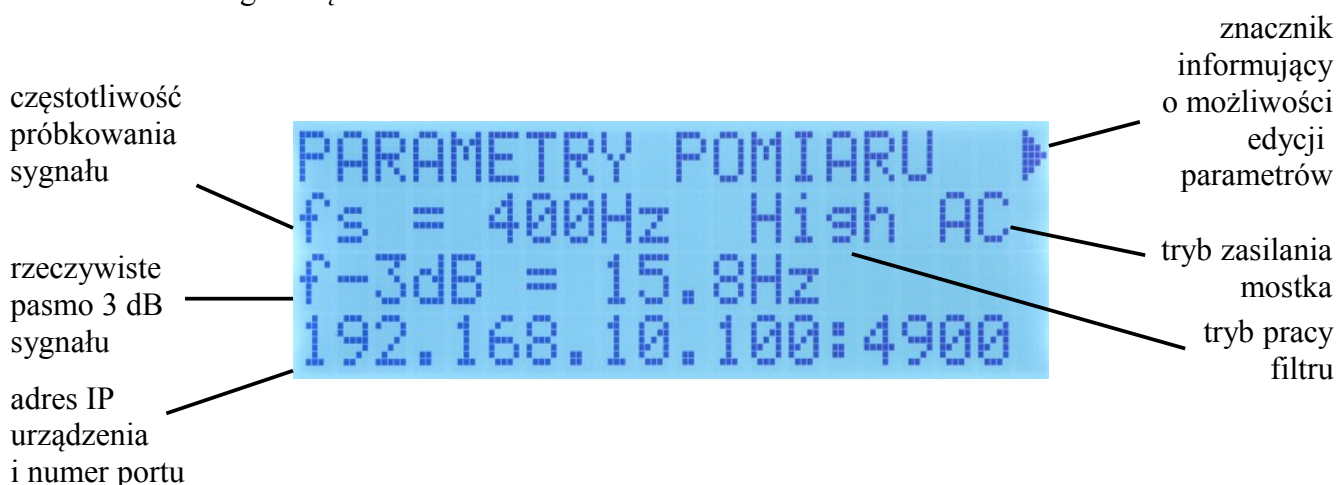 częstotliwość
próbkowania
sygnału
rzeczywiste
pasmo 3 dB
sygnału
adres IP
urządzenia
i numer portu
PARAMETRY POMIARU
fs = 400Hz High AC
f-3dB = 15.8Hz
192.168.10.100:4900
znacznik
informujący
o możliwości
edycji
parametrów
tryb zasilania
mostka
tryb pracy
filtru